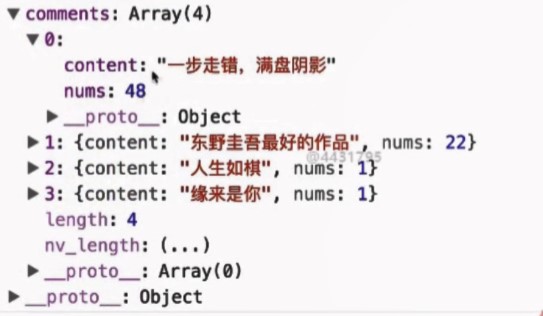 ▼comments: Array(4)
▼0:
content: "一步走错，满盘阴影"
nums: 48
▶__proto__: Object
▶1: {content: "东野圭吾最好的作品", nums: 22}
@4431795
▶2: {content: "人生如棋", nums: 1}
▶3: {content: "缘来是你", nums: 1}
length: 4
nv_length: (...)
▶__proto__: Array(0)
▶__proto__: Object